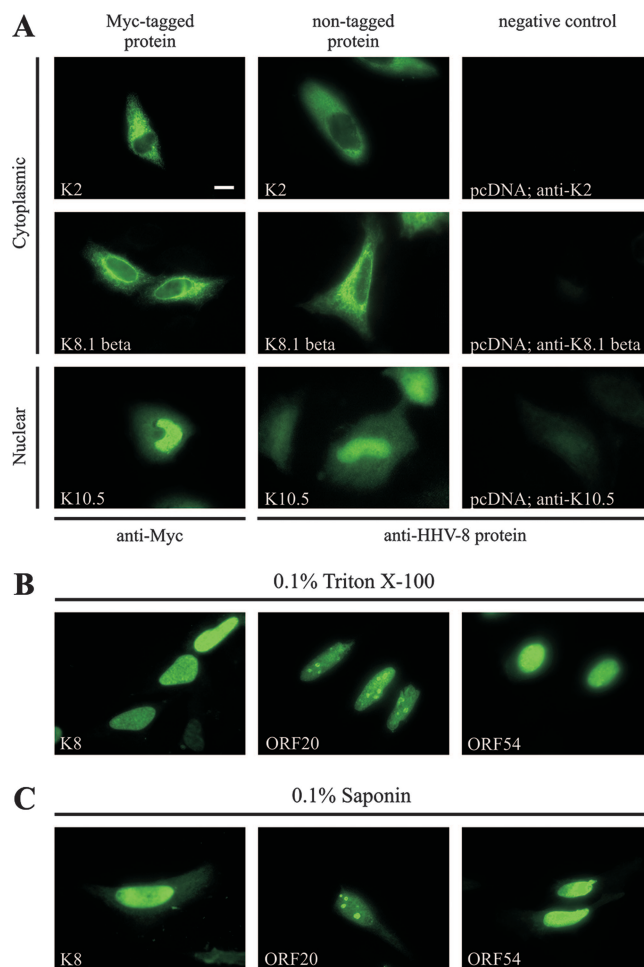 A
Myc-tagged protein
non-tagged protein
negative control
Cytoplasmic
K2
K2
pcDNA; anti-K2
K8.1 beta
K8.1 beta
pcDNA; anti-K8.1 beta
Nuclear
K10.5
K10.5
pcDNA; anti-K10.5
anti-Myc
anti-HHV-8 protein
B
0.1% Triton X-100
K8
ORF20
ORF54
C
0.1% Saponin
K8
ORF20
ORF54